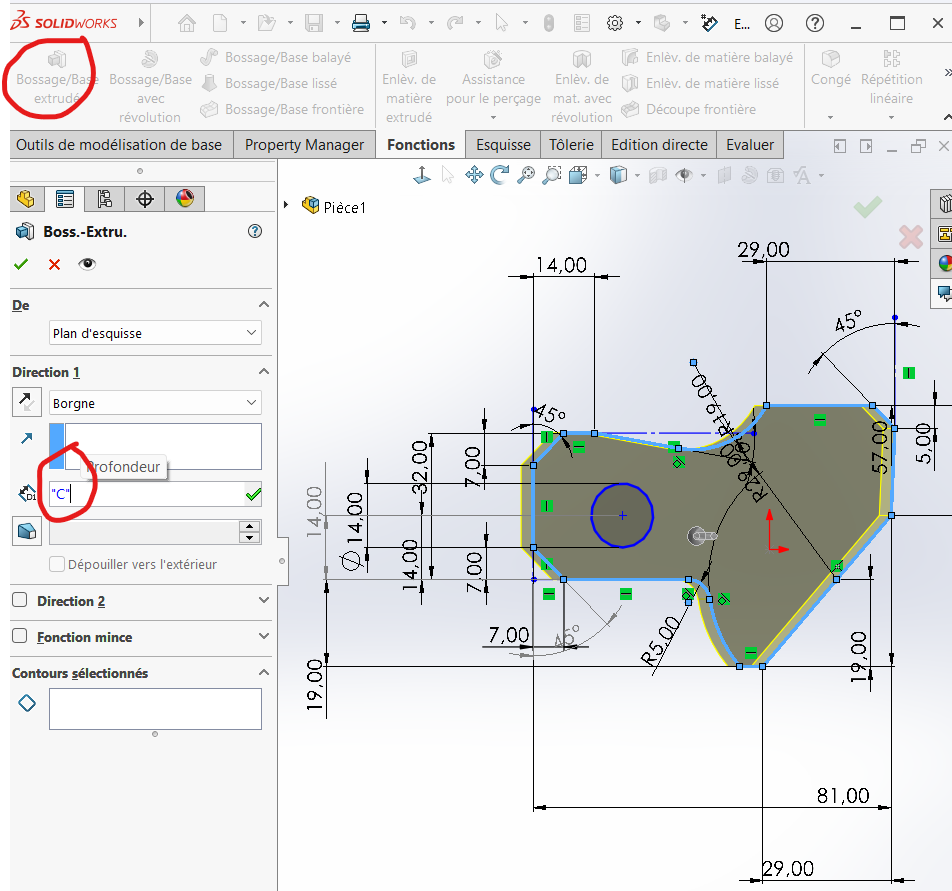 SOLIDWORKS
E...
Bossage/Base
extrudé
Bossage/Base
avec
révolution
Bossage/Base balayé
Bossage/Base lissé
Bossage/Base frontière
Enlèv. de
matière
extrudé
Assistance
pour le perçage
Enlèv. de
mat. avec
révolution
Enlèv. de matière balayé
Enlèv. de matière lissé
Découpe frontière
Congé
Répétition
linéaire
Outils de modélisation de base
Property Manager
Fonctions
Esquisse
Tôlerie
Edition directe
Evaluer
Pièce1
Boss.-Extru.
De
Plan d'esquisse
Direction 1
Borgne
Profondeur
D1
"C"
Dépouiller vers l'extérieur
Direction 2
Fonction mince
Contours sélectionnés
29,00
14,00
45°
45°
R19,00
R29,00
57,00
5,00
32,00
7,00
14,00
14,00
Ø
14,00
7,00
7,00
45°
R5,00
19,00
19,00
81,00
29,00